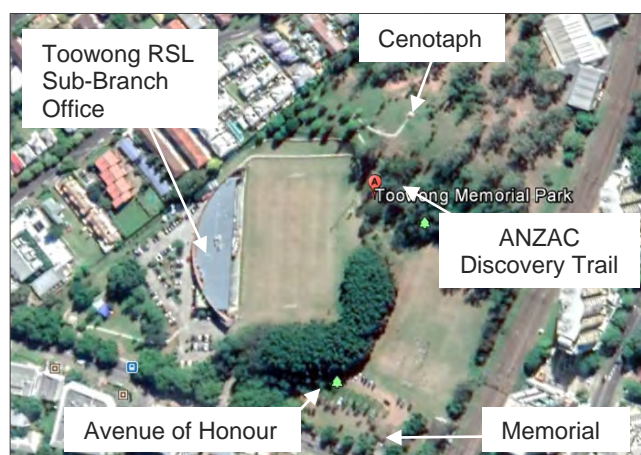 Toowong RSL
Sub-Branch
Office
Cenotaph
A
Toowong Memorial Park
ANZAC
Discovery Trail
Avenue of Honour
Memorial